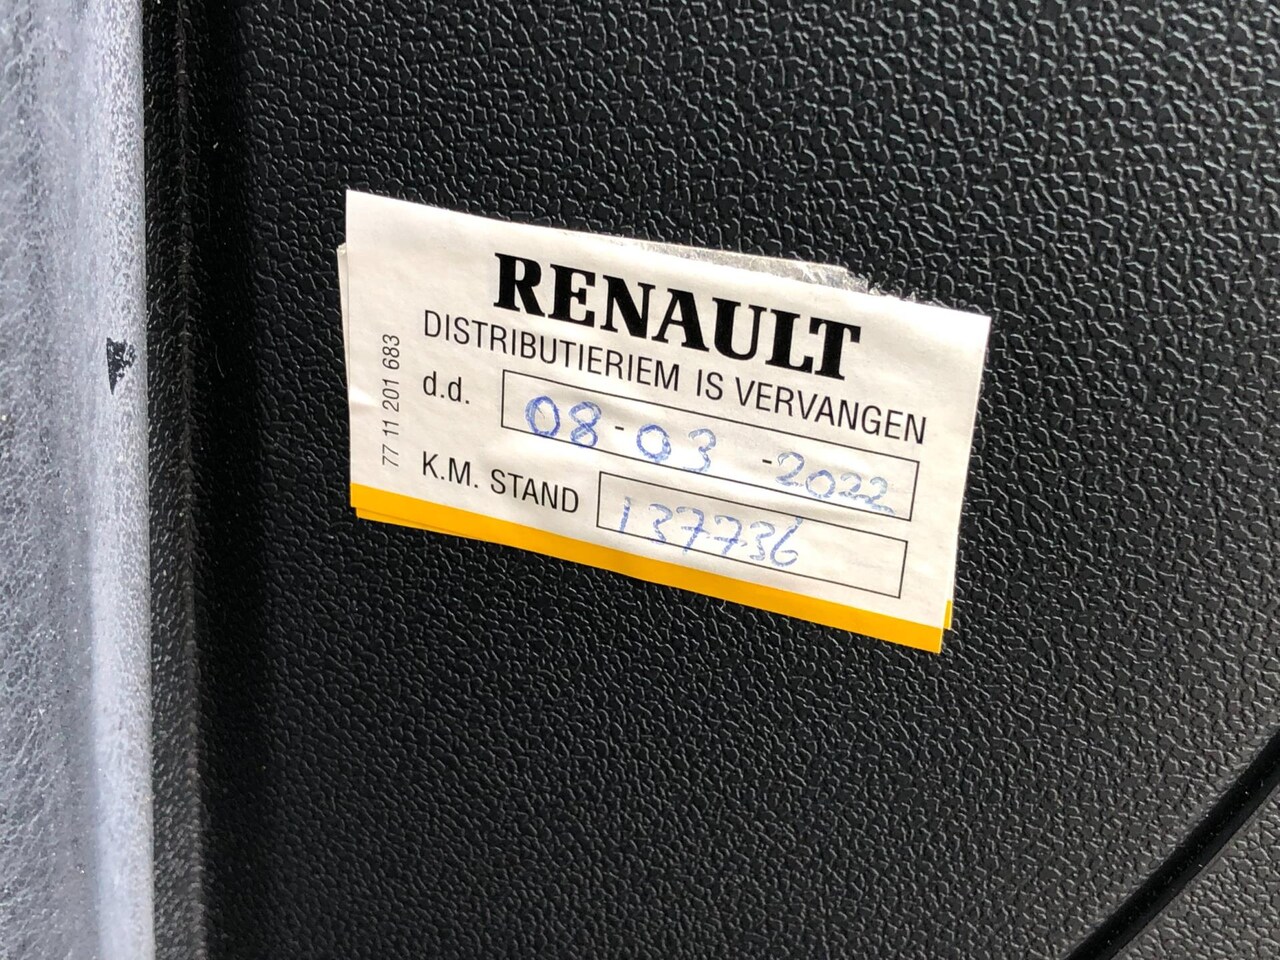 RENAULT
DISTRIBUTIERIEM IS VERVANGEN
d.d. 08-03-2022
K.M. STAND 137736
77 11 201 683